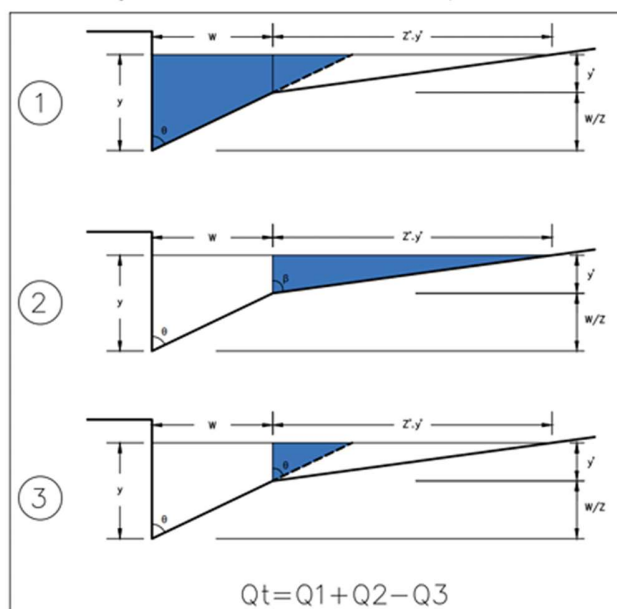 W Z'.y'
1 y θ y'
W/Z
W Z'.y'
2 y θ β y'
W/Z
W Z'.y'
3 y θ θ y'
W/Z
Qt=Q1+Q2-Q3